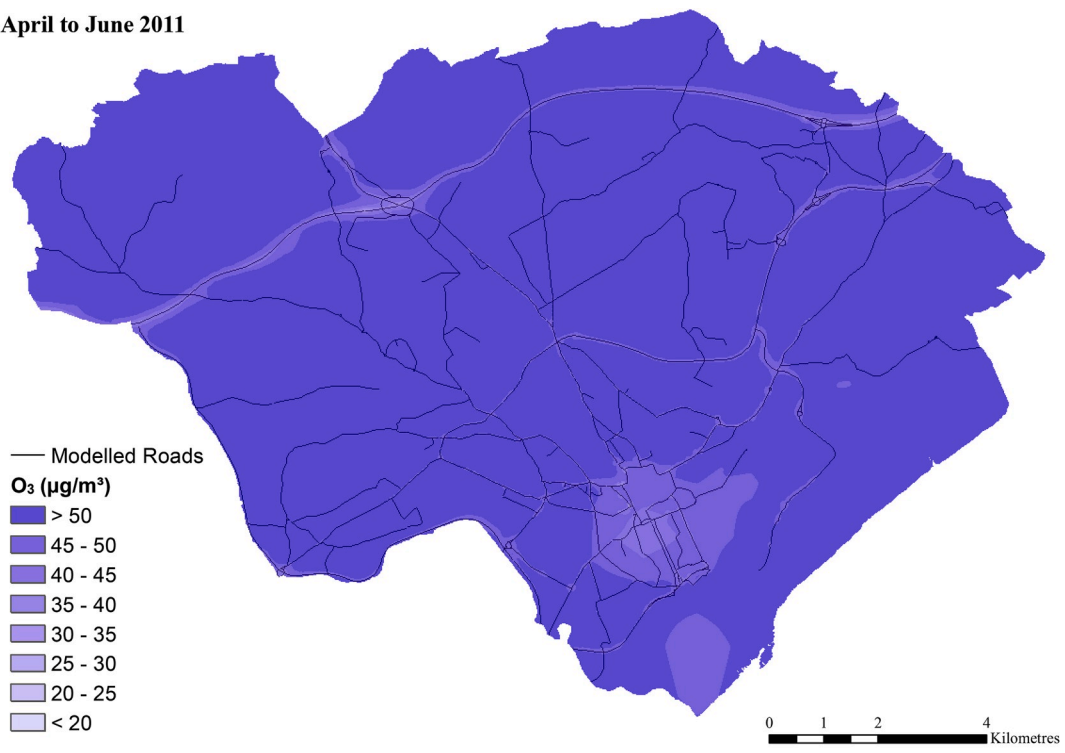 April to June 2011
Modelled Roads
O₃ (µg/m³)
> 50
45 - 50
40 - 45
35 - 40
30 - 35
25 - 30
20 - 25
< 20
0 1 2 4
Kilometres